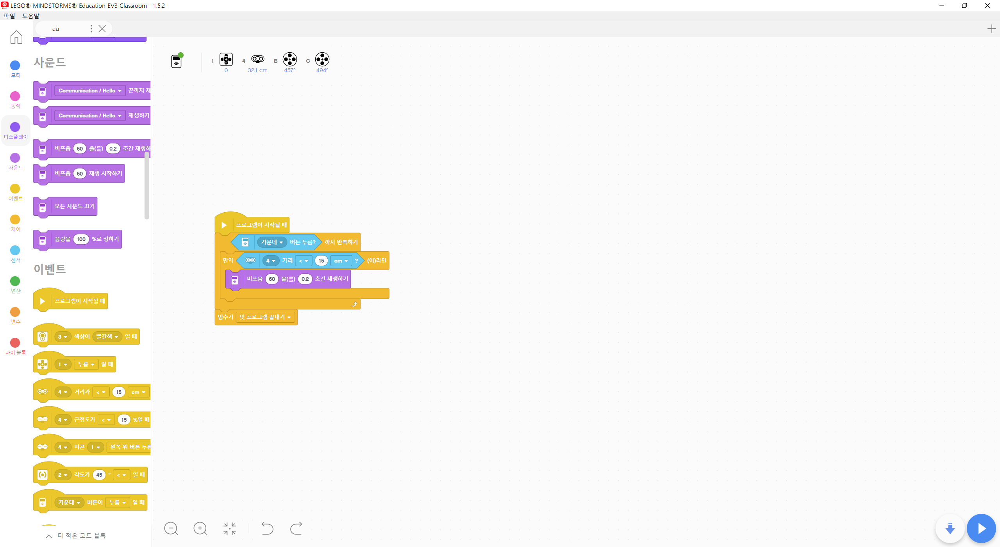 LEGO® MINDSTORMS® Education EV3 Classroom - 1.5.2
파일 도움말
aa
1 4 B C
0 32.1 cm 457° 494°
모터
동작
디스플레이
사운드
이벤트
제어
센서
연산
변수
마이 블록
사운드
Communication / Hello 끝까지 재
Communication / Hello 재생하기
비프음 60 을(를) 0.2 초간 재생하
비프음 60 재생 시작하기
모든 사운드 끄기
음량을 100 %로 정하기
이벤트
프로그램이 시작될 때
3 색상이 빨간색 일 때
1 누름 일 때
4 거리가 < 15 cm
4 근접도가 < 15 %일 때
4 비콘 1 왼쪽 위 버튼 누름
2 각도가 45 ° < 일 때
가운데 버튼이 누름 일 때
더 적은 코드 블록
프로그램이 시작될 때
가운데 버튼 누름? 까지 반복하기
만약 4 거리 < 15 cm ? (이)라면
비프음 60 을(를) 0.2 초간 재생하기
멈추기 및 프로그램 끝내기